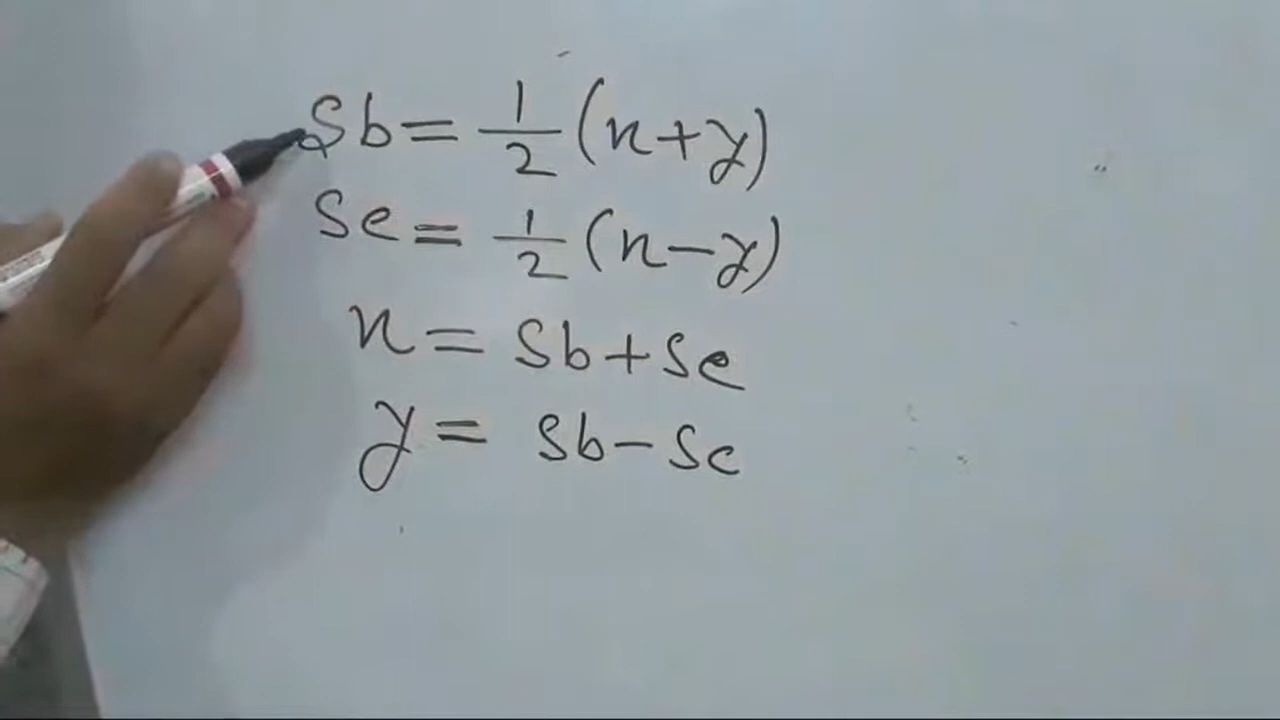 Sb = 1/2 (x+y)
Se = 1/2 (x-y)
x = Sb+Se
y = Sb-Se